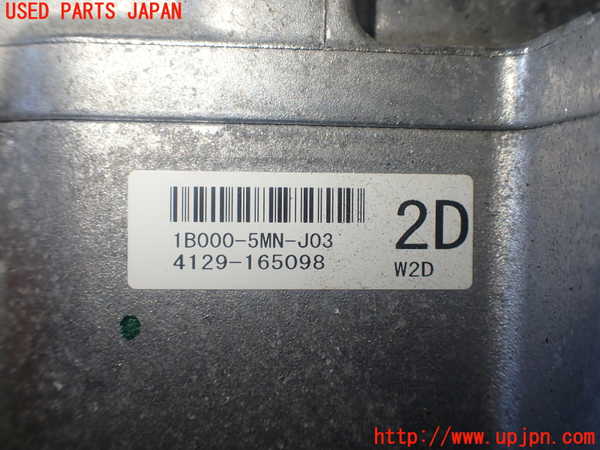 USED PARTS JAPAN
1B000-5MN-J03
4129-165098
2D
W2D
http://www.upjpn.com